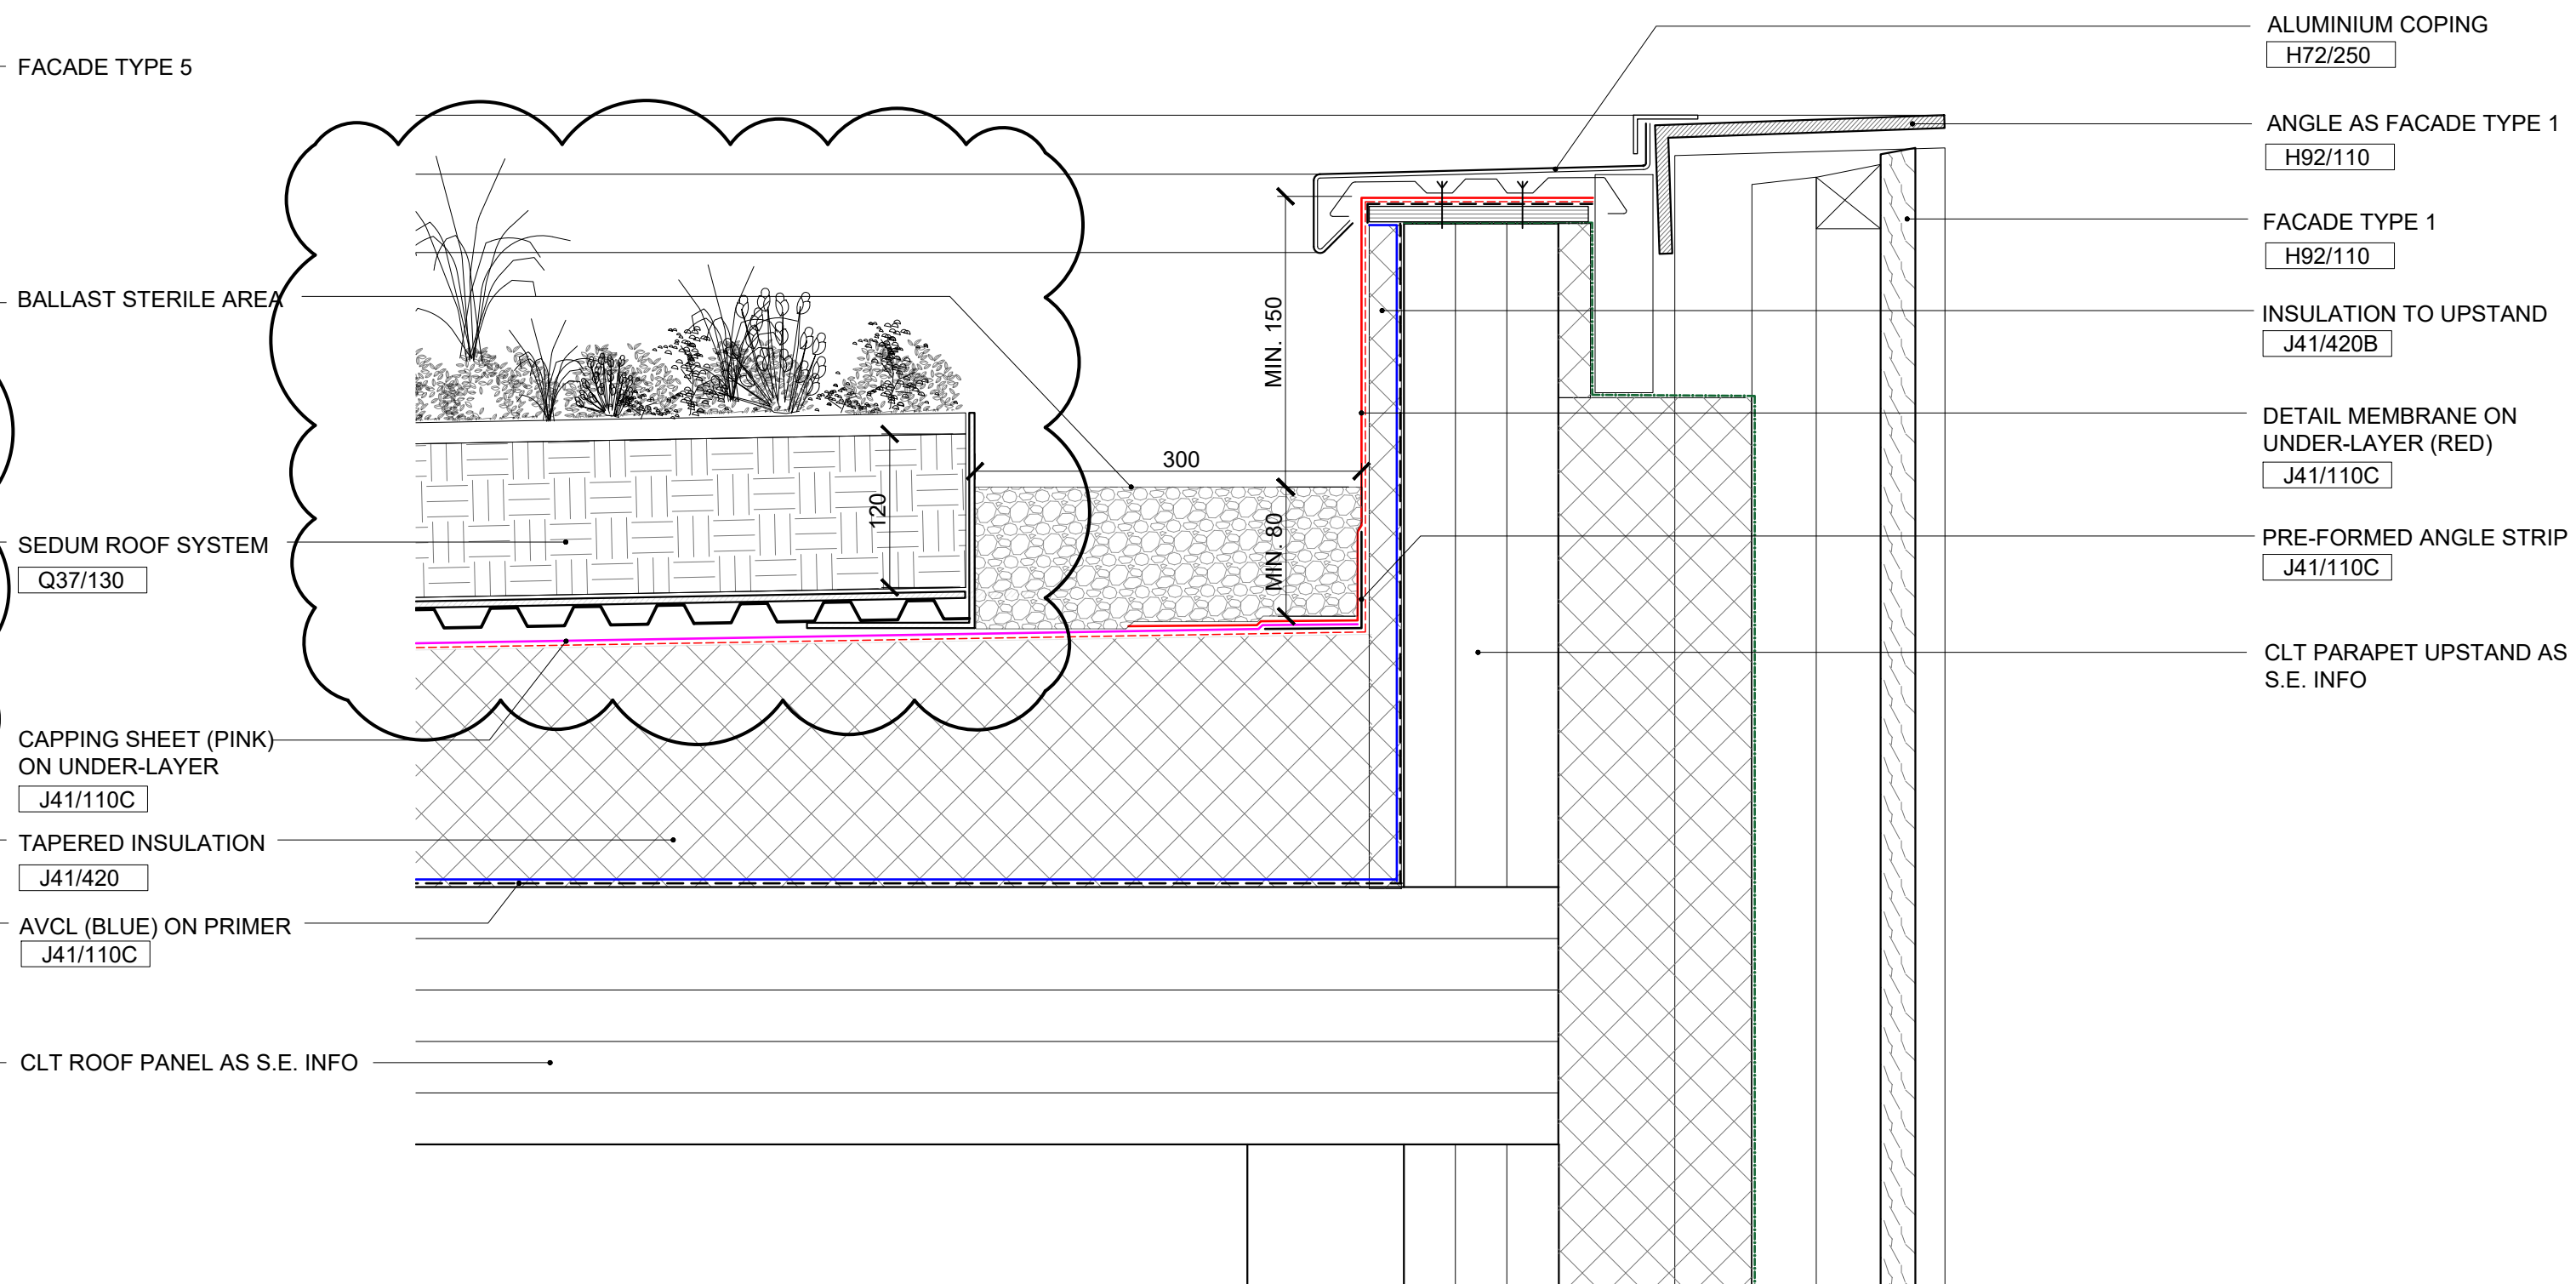 FACADE TYPE 5
BALLAST STERILE AREA
SEDUM ROOF SYSTEM
Q37/130
CAPPING SHEET (PINK)
ON UNDER-LAYER
J41/110C
TAPERED INSULATION
J41/420
AVCL (BLUE) ON PRIMER
J41/110C
CLT ROOF PANEL AS S.E. INFO
120
300
MIN. 150
MIN. 80
ALUMINIUM COPING
H72/250
ANGLE AS FACADE TYPE 1
H92/110
FACADE TYPE 1
H92/110
INSULATION TO UPSTAND
J41/420B
DETAIL MEMBRANE ON
UNDER-LAYER (RED)
J41/110C
PRE-FORMED ANGLE STRIP
J41/110C
CLT PARAPET UPSTAND AS
S.E. INFO